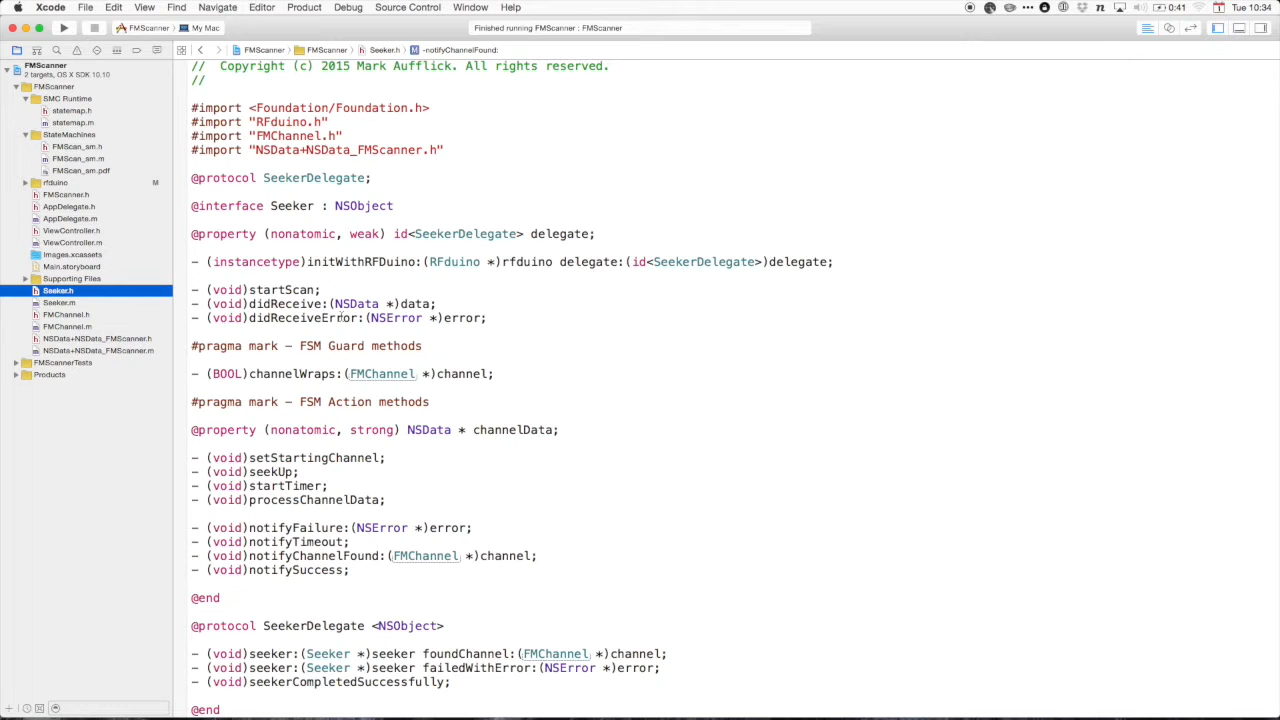 Xcode File Edit View Find Navigate Editor Product Debug Source Control Window Help 0:41 Tue 10:34
FMScanner My Mac Finished running FMScanner : FMScanner
FMScanner FMScanner Seeker.h M -notifyChannelFound:
FMScanner
2 targets, OS X SDK 10.10
FMScanner
SMC Runtime
h statemap.h
m statemap.m
StateMachines
h FMScan_sm.h
m FMScan_sm.m
FMScan_sm.pdf
rfduino M
h FMScanner.h
h AppDelegate.h
m AppDelegate.m
h ViewController.h
m ViewController.m
Images.xcassets
Main.storyboard
Supporting Files
h Seeker.h
m Seeker.m
h FMChannel.h
m FMChannel.m
h NSData+NSData_FMScanner.h
m NSData+NSData_FMScanner.m
FMScannerTests
Products
//  Copyright (c) 2015 Mark Aufflick. All rights reserved.
//
#import <Foundation/Foundation.h>
#import "RFduino.h"
#import "FMChannel.h"
#import "NSData+NSData_FMScanner.h"
@protocol SeekerDelegate;
@interface Seeker : NSObject
@property (nonatomic, weak) id<SeekerDelegate> delegate;
- (instancetype)initWithRFDuino:(RFduino *)rfduino delegate:(id<SeekerDelegate>)delegate;
- (void)startScan;
- (void)didReceive:(NSData *)data;
- (void)didReceiveError:(NSError *)error;
#pragma mark - FSM Guard methods
- (BOOL)channelWraps:(FMChannel *)channel;
#pragma mark - FSM Action methods
@property (nonatomic, strong) NSData * channelData;
- (void)setStartingChannel;
- (void)seekUp;
- (void)startTimer;
- (void)processChannelData;
- (void)notifyFailure:(NSError *)error;
- (void)notifyTimeout;
- (void)notifyChannelFound:(FMChannel *)channel;
- (void)notifySuccess;
@end
@protocol SeekerDelegate <NSObject>
- (void)seeker:(Seeker *)seeker foundChannel:(FMChannel *)channel;
- (void)seeker:(Seeker *)seeker failedWithError:(NSError *)error;
- (void)seekerCompletedSuccessfully;
@end